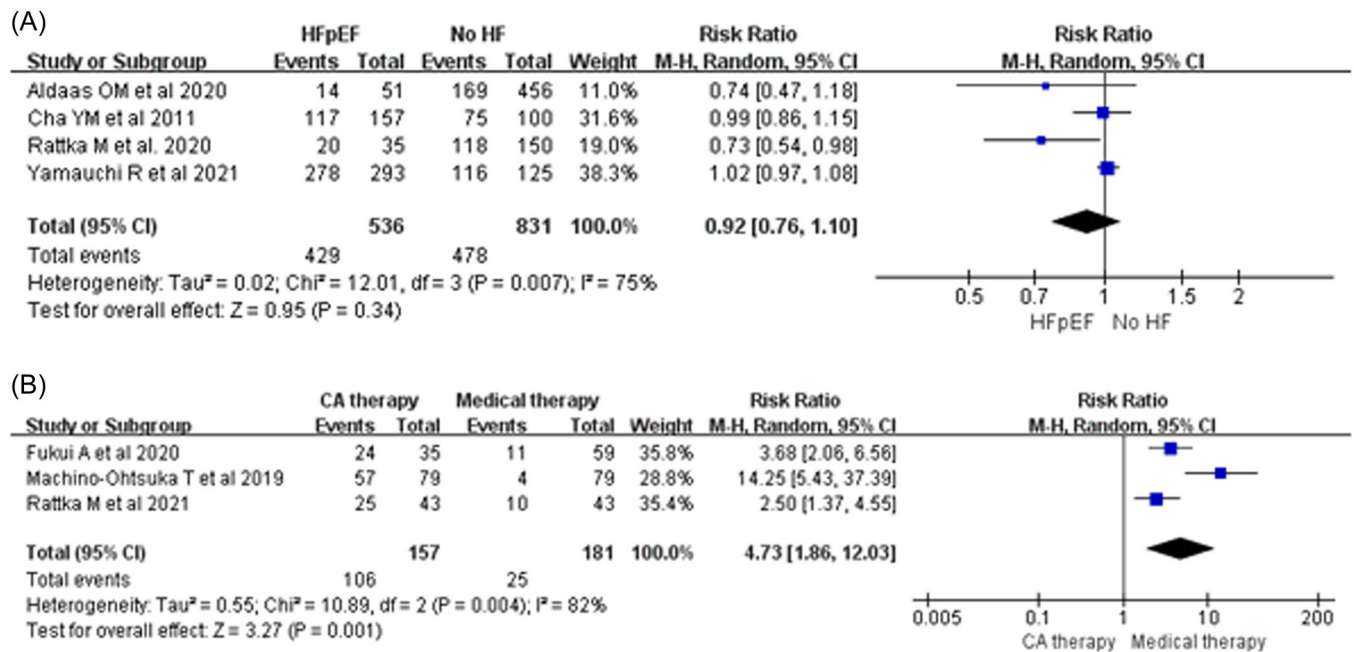 (A)
HFpEF No HF Risk Ratio Risk Ratio
Study or Subgroup Events Total Events Total Weight M-H, Random, 95% CI M-H, Random, 95% CI
Aldaas OM et al 2020 14 51 169 456 11.0% 0.74 [0.47, 1.18]
Cha YM et al 2011 117 157 75 100 31.6% 0.99 [0.86, 1.15]
Rattka M et al. 2020 20 35 118 150 19.0% 0.73 [0.54, 0.98]
Yamauchi R et al 2021 278 293 116 125 38.3% 1.02 [0.97, 1.08]
Total (95% CI) 536 831 100.0% 0.92 [0.76, 1.10]
Total events 429 478
Heterogeneity: Tau² = 0.02; Chi² = 12.01, df = 3 (P = 0.007); I² = 75%
Test for overall effect: Z = 0.95 (P = 0.34)
0.5 0.7 1 1.5 2
HFpEF No HF
(B)
CA therapy Medical therapy Risk Ratio Risk Ratio
Study or Subgroup Events Total Events Total Weight M-H, Random, 95% CI M-H, Random, 95% CI
Fukui A et al 2020 24 35 11 59 35.8% 3.68 [2.06, 6.56]
Machino-Ohtsuka T et al 2019 57 79 4 79 28.8% 14.25 [5.43, 37.39]
Rattka M et al 2021 25 43 10 43 35.4% 2.50 [1.37, 4.55]
Total (95% CI) 157 181 100.0% 4.73 [1.86, 12.03]
Total events 106 25
Heterogeneity: Tau² = 0.55; Chi² = 10.89, df = 2 (P = 0.004); I² = 82%
Test for overall effect: Z = 3.27 (P = 0.001)
0.005 0.1 1 10 200
CA therapy Medical therapy